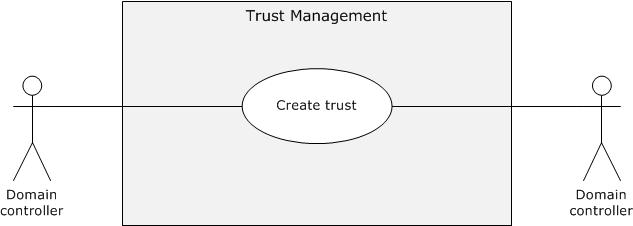 Trust Management
Create trust
Domain
controller
Domain
controller